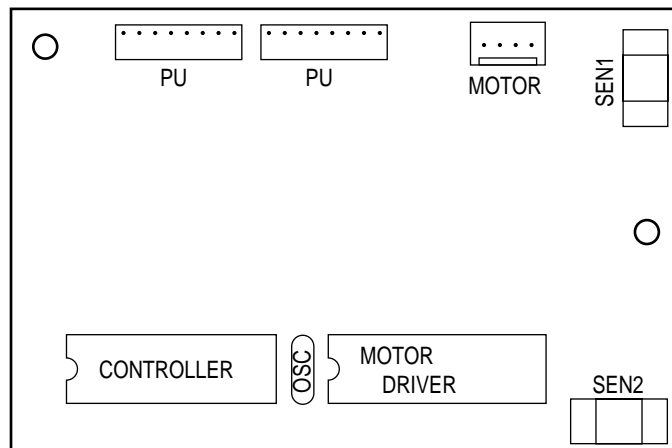 PU
PU
MOTOR
SEN1
CONTROLLER
OSC
MOTOR
DRIVER
SEN2